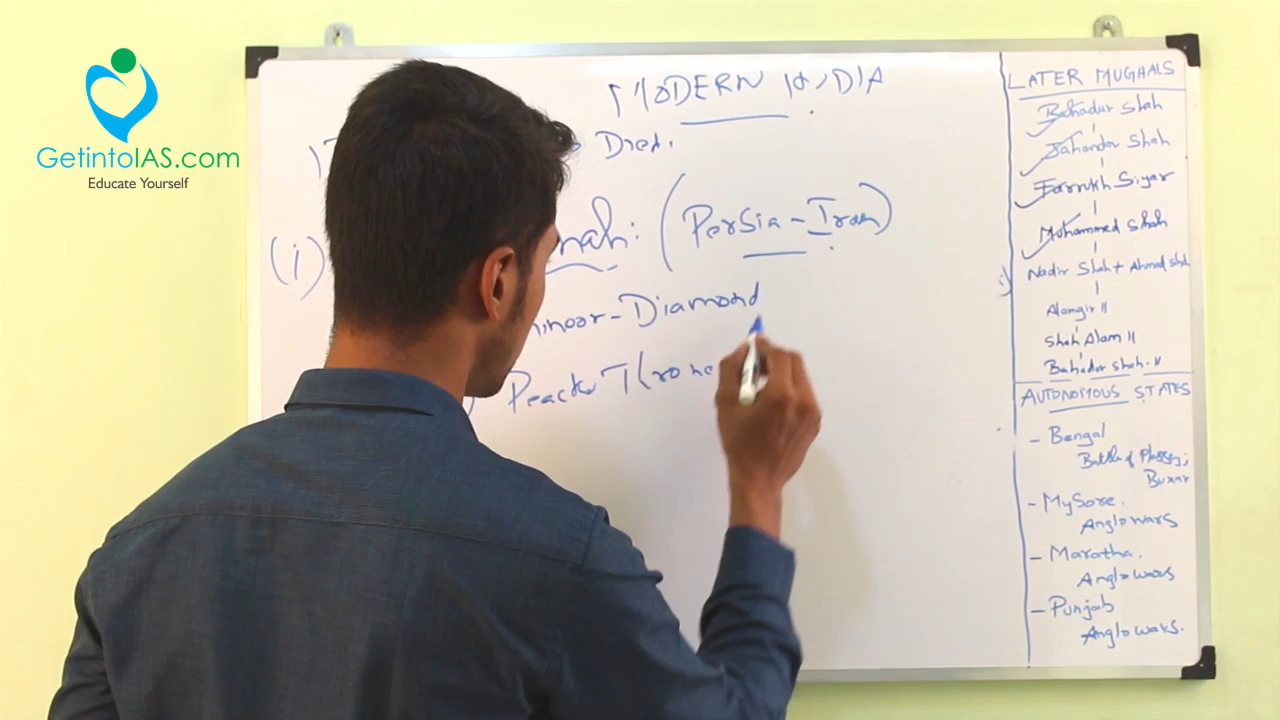 GetintoIAS.com
Educate Yourself
MODERN INDIA
Died.
(i) nah: (Persia-Iran)
hinoor-Diamond
Peacock Throne
LATER MUGHALS
Bahadur Shah
Jahandar Shah
Farrukh Siyar
Muhammed Shah
i) Nadir Shah + Ahmad Shah
Alamgir II
Shah Alam II
Bahadur Shah-II
AUTONOMOUS STATES
- Bengal
Battle of Plassey;
Buxar
- MySore.
Anglo wars
- Maratha.
Anglo wars
- Punjab
Anglo wars.